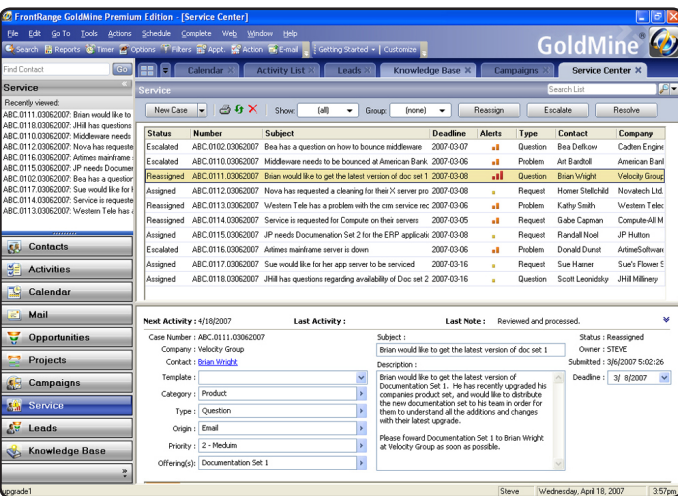 FrontRange GoldMine Premium Edition - [Service Center]
File Edit Go To Tools Actions Schedule Complete Web Window Help
Search Reports Timer Options Filters Appt. Action E-mail Getting Started Customize
GoldMine
Find Contact Go
Calendar Activity List Leads Knowledge Base Campaigns Service Center
Service
Recently viewed:
ABC.0111.03062007: Brian would like to
ABC.0118.03062007: JHill has questions
ABC.0110.03062007: Middleware needs
ABC.0112.03062007: Nova has requeste
ABC.0116.03062007: Artimes mainframe
ABC.0115.03062007: JP needs Documen
ABC.0102.03062007: Bea has a question
ABC.0117.03062007: Sue would like for h
ABC.0114.03062007: Service is requeste
ABC.0113.03062007: Western Tele has a
Contacts
Activities
Calendar
Mail
Opportunities
Projects
Campaigns
Service
Leads
Knowledge Base
Service Search List
New Case Show: (all) Group: (none) Reassign Escalate Resolve
Status Number Subject Deadline Alerts Type Contact Company
Escalated ABC.0102.03062007 Bea has a question on how to bounce middleware 2007-03-07 Question Bea Defkow Cadten Engine
Escalated ABC.0110.03062007 Middleware needs to be bounced at American Bank 2007-03-06 Problem Art Bardtoll American Banl
Reassigned ABC.0111.03062007 Brian would like to get the latest version of doc set 1 2007-03-08 Question Brian Wright Velocity Group
Assigned ABC.0112.03062007 Nova has requested a cleaning for their X server pro 2007-03-08 Request Homer Stellchild Novatech Ltd.
Assigned ABC.0113.03062007 Western Tele has a problem with the crm service rec 2007-03-06 Problem Kathy Smith Western Telec
Assigned ABC.0114.03062007 Service is requested for Compute on their servers 2007-03-05 Request Gabe Capman Compute-All M
Assigned ABC.0115.03062007 JP needs Documenation Set 2 for the ERP applicatic 2007-03-08 Request Randall Noel JP Hutton
Escalated ABC.0116.03062007 Artimes mainframe server is down 2007-03-06 Problem Donald Dunst ArtimeSoftware
Assigned ABC.0117.03062007 Sue would like for her app server to be serviced 2007-03-16 Request Sue Harner Sue's Flower S
Assigned ABC.0118.03062007 JHill has questions regarding availability of Doc set 2 2007-03-16 Question Scott Leonidsky JHill Millinery
Next Activity : 4/18/2007 Last Activity : Last Note : Reviewed and processed.
Case Number : ABC.0111.03062007
Company : Velocity Group
Contact : Brian Wright
Template :
Category : Product
Type : Question
Origin : Email
Priority : 2 - Meduim
Offering(s) : Documentation Set 1
Subject :
Brian would like to get the latest version of doc set 1
Description :
Brian would like to get the latest version of
Documentation Set 1. He has recently upgraded his
companies product set, and would like to distribute
the new documentation set to his team in order for
them to understand all the additions and changes
with their latest upgrade.
Please foward Documentation Set 1 to Brian Wright
at Velocity Group as soon as possible.
Status : Reassigned
Owner : STEVE
Submitted : 3/6/2007 5:02:26
Deadline : 3/ 8/2007
upgrade1 Steve Wednesday, April 18, 2007 3:57pm